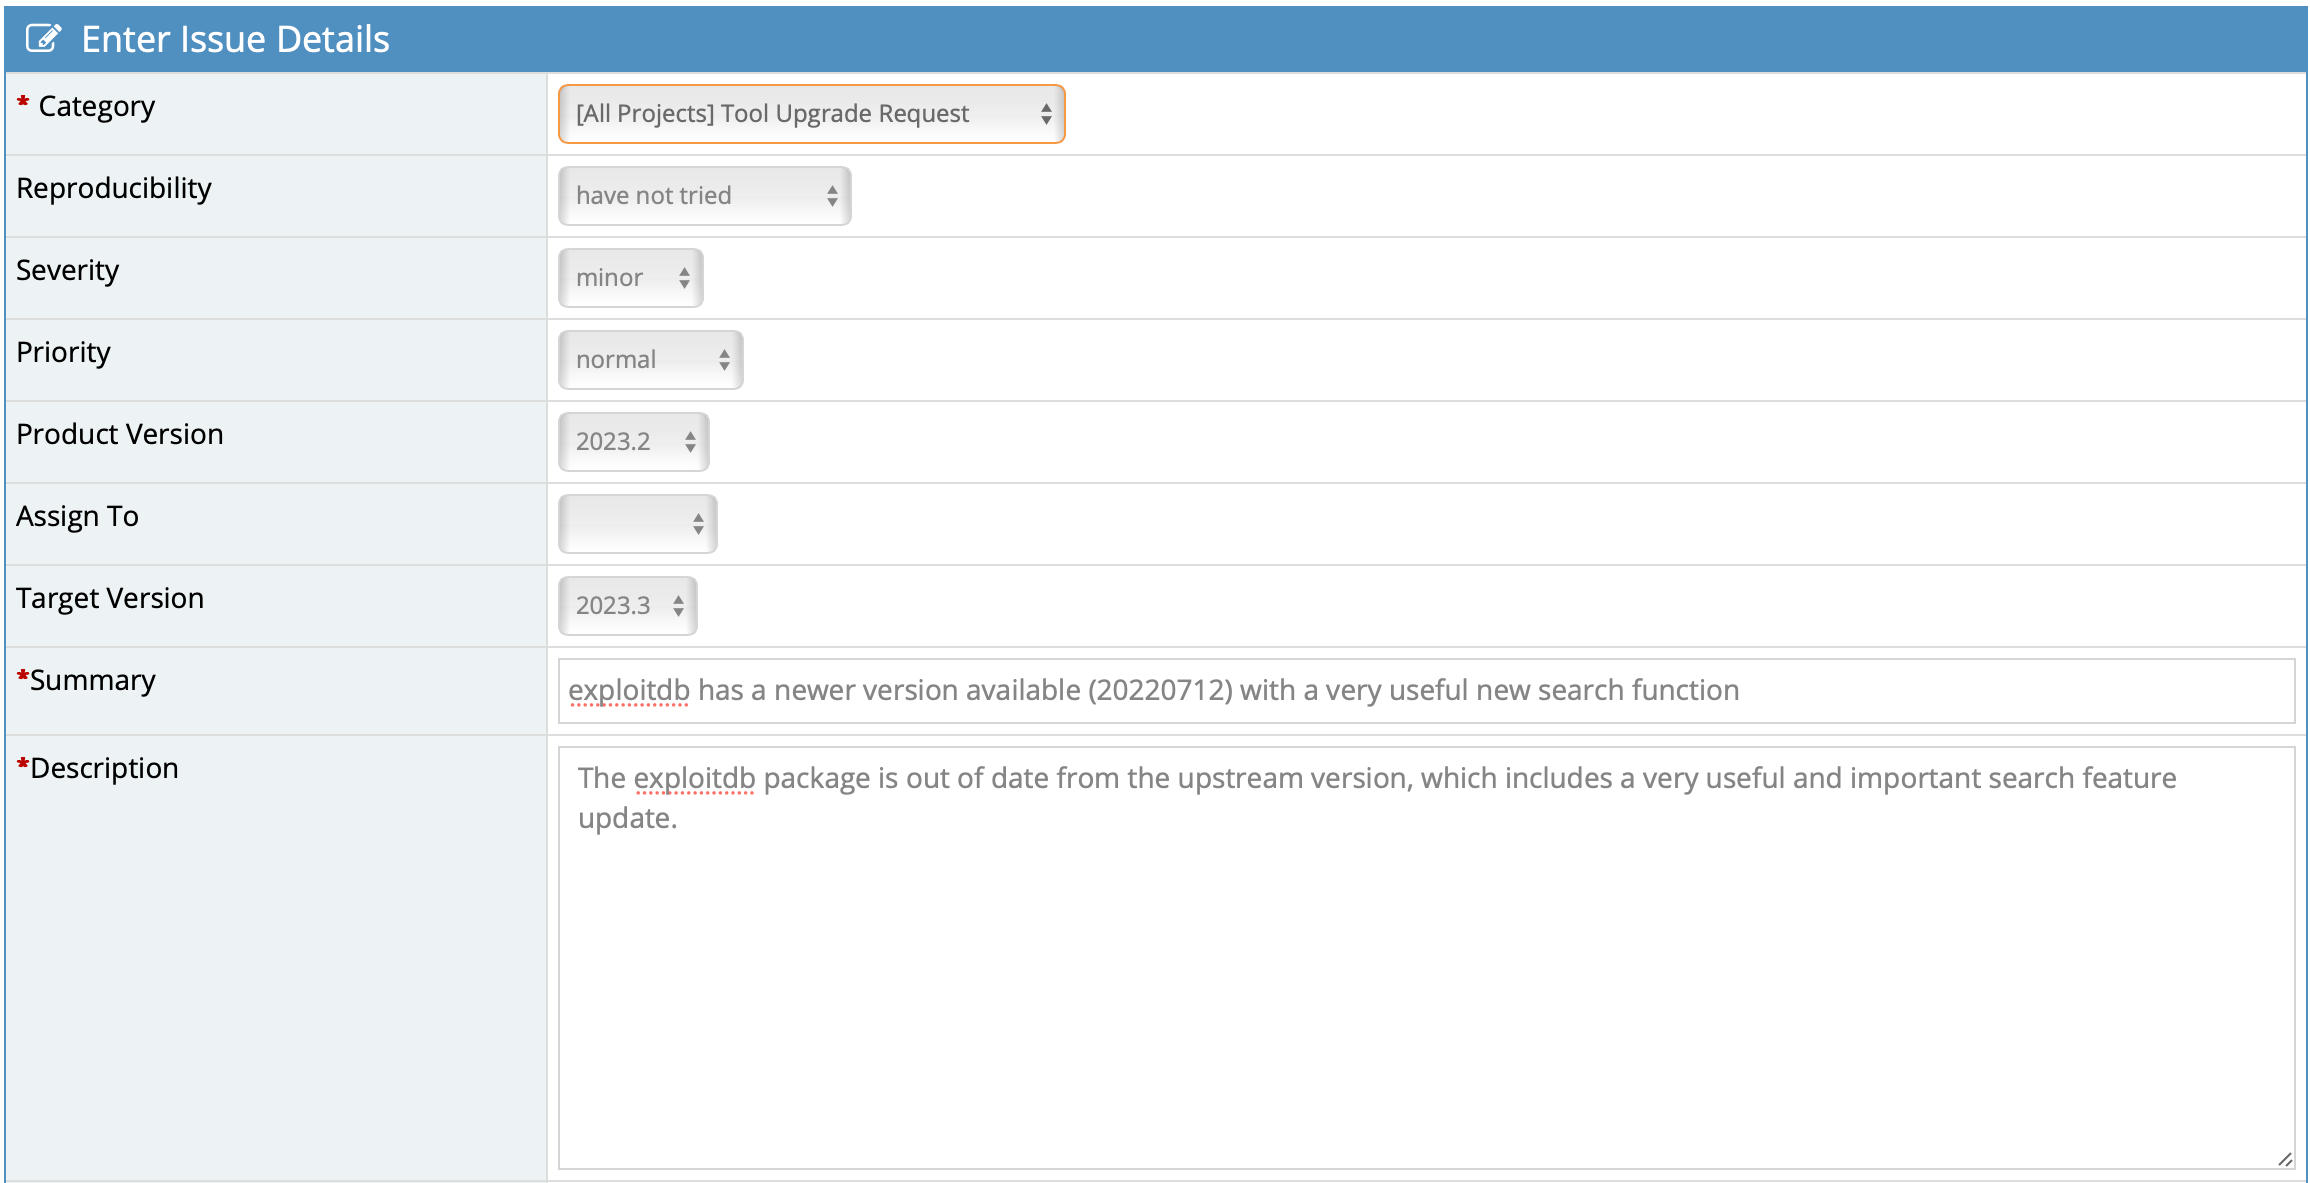 Enter Issue Details
* Category
[All Projects] Tool Upgrade Request
Reproducibility
have not tried
Severity
minor
Priority
normal
Product Version
2023.2
Assign To
Target Version
2023.3
*Summary
exploitdb has a newer version available (20220712) with a very useful new search function
*Description
The exploitdb package is out of date from the upstream version, which includes a very useful and important search feature
update.